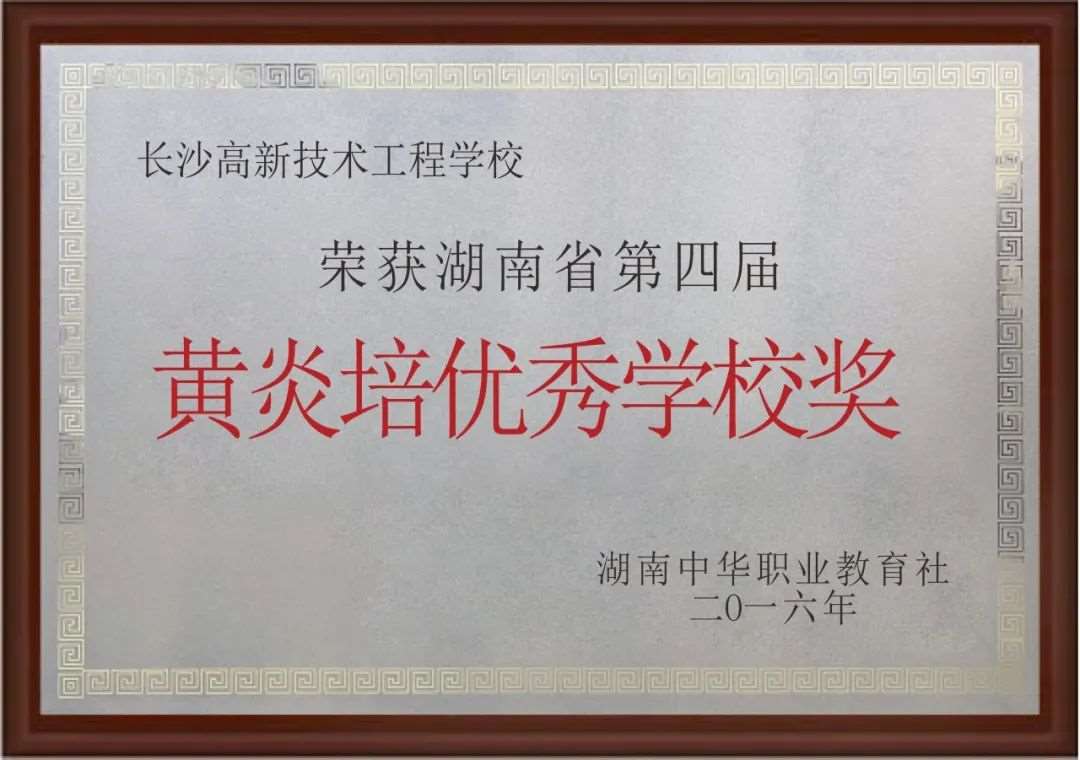 长沙高新技术工程学校
荣获湖南省第四届
黄炎培优秀学校奖
湖南中华职业教育社
二0一六年